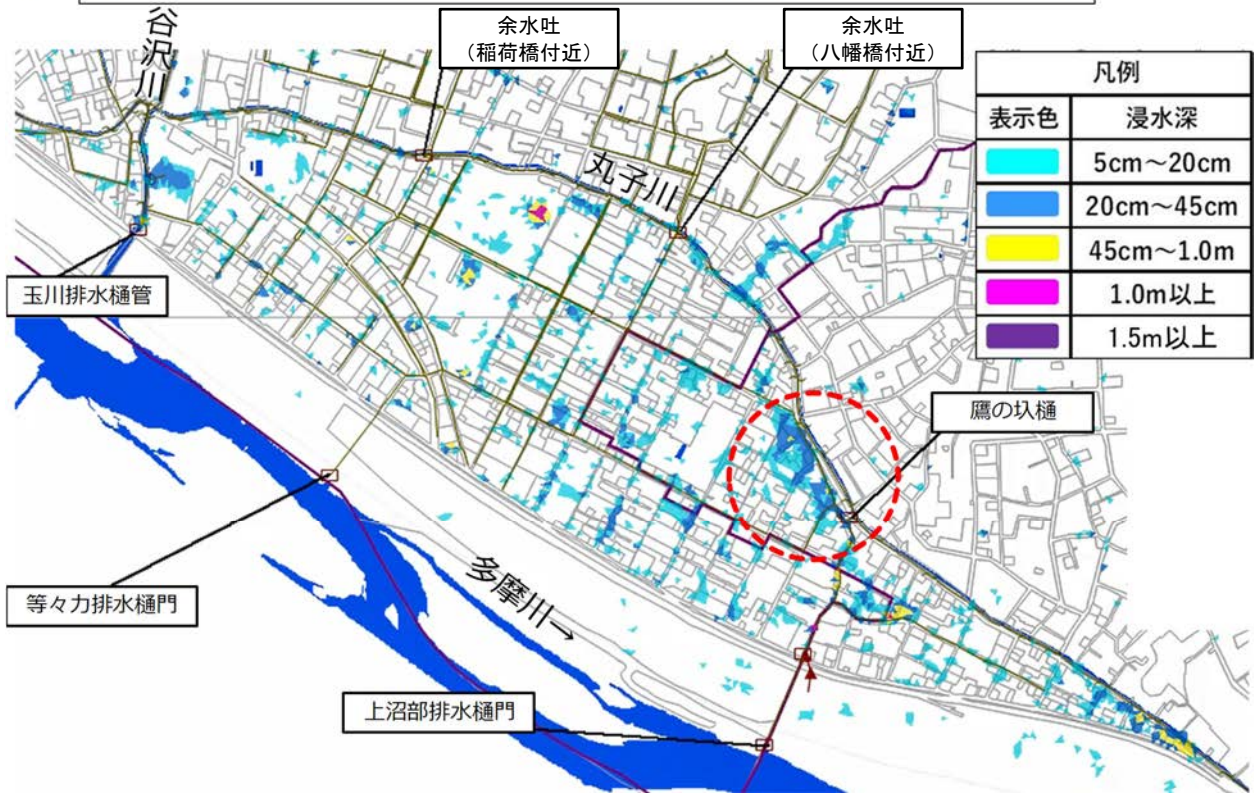 谷沢川
余水吐
（稲荷橋付近）
余水吐
（八幡橋付近）
凡例
表示色
浸水深
5cm～20cm
20cm～45cm
45cm～1.0m
1.0m以上
1.5m以上
丸子川
玉川排水樋管
鷹の圦樋
等々力排水樋門
多摩川→
上沼部排水樋門